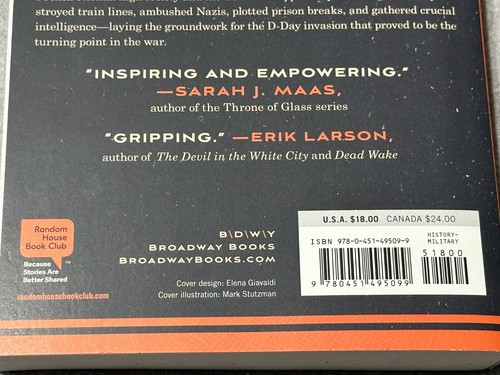 stroyed train lines, ambushed Nazis, plotted prison breaks, and gathered crucial
intelligence—laying the groundwork for the D-Day invasion that proved to be the
turning point in the war.
“INSPIRING AND EMPOWERING.”
—SARAH J. MAAS,
author of the Throne of Glass series
“GRIPPING.” —ERIK LARSON,
author of The Devil in the White City and Dead Wake
Random
House
Book Club
Because
Stories Are
Better Shared™
randomhousebookclub.com
B\D\W\Y
BROADWAY BOOKS
BROADWAYBOOKS.COM
Cover design: Elena Giavaldi
Cover illustration: Mark Stutzman
U.S.A. $18.00 CANADA $24.00
ISBN 978-0-451-49509-9
HISTORY-
MILITARY
51800
9 780451 495099